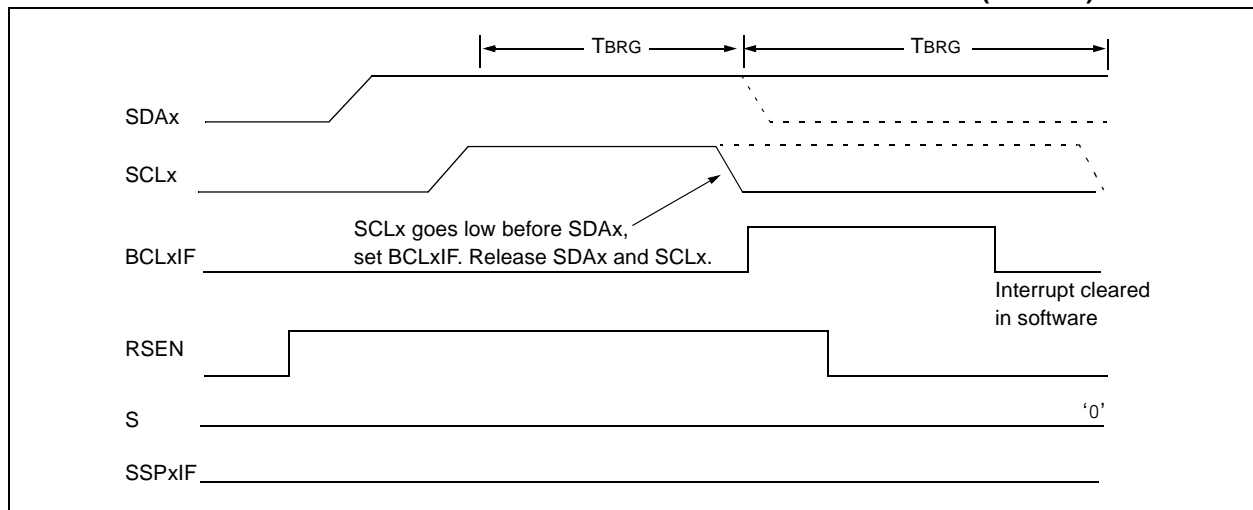 TBRG TBRG
SDAx
SCLx
SCLx goes low before SDAx,
set BCLxIF. Release SDAx and SCLx.
BCLxIF
Interrupt cleared
in software
RSEN
S
‘0’
SSPxIF